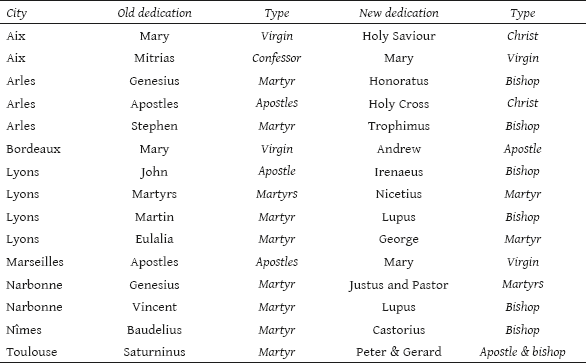 City Old dedication Type New dedication Type
Aix Mary Virgin Holy Saviour Christ
Aix Mitrias Confessor Mary Virgin
Arles Genesius Martyr Honoratus Bishop
Arles Apostles Apostles Holy Cross Christ
Arles Stephen Martyr Trophimus Bishop
Bordeaux Mary Virgin Andrew Apostle
Lyons John Apostle Irenaeus Bishop
Lyons Martyrs Martyrs Nicetius Martyr
Lyons Martin Martyr Lupus Bishop
Lyons Eulalia Martyr George Martyr
Marseilles Apostles Apostles Mary Virgin
Narbonne Genesius Martyr Justus and Pastor Martyrs
Narbonne Vincent Martyr Lupus Bishop
Nîmes Baudelius Martyr Castorius Bishop
Toulouse Saturninus Martyr Peter & Gerard Apostle & bishop